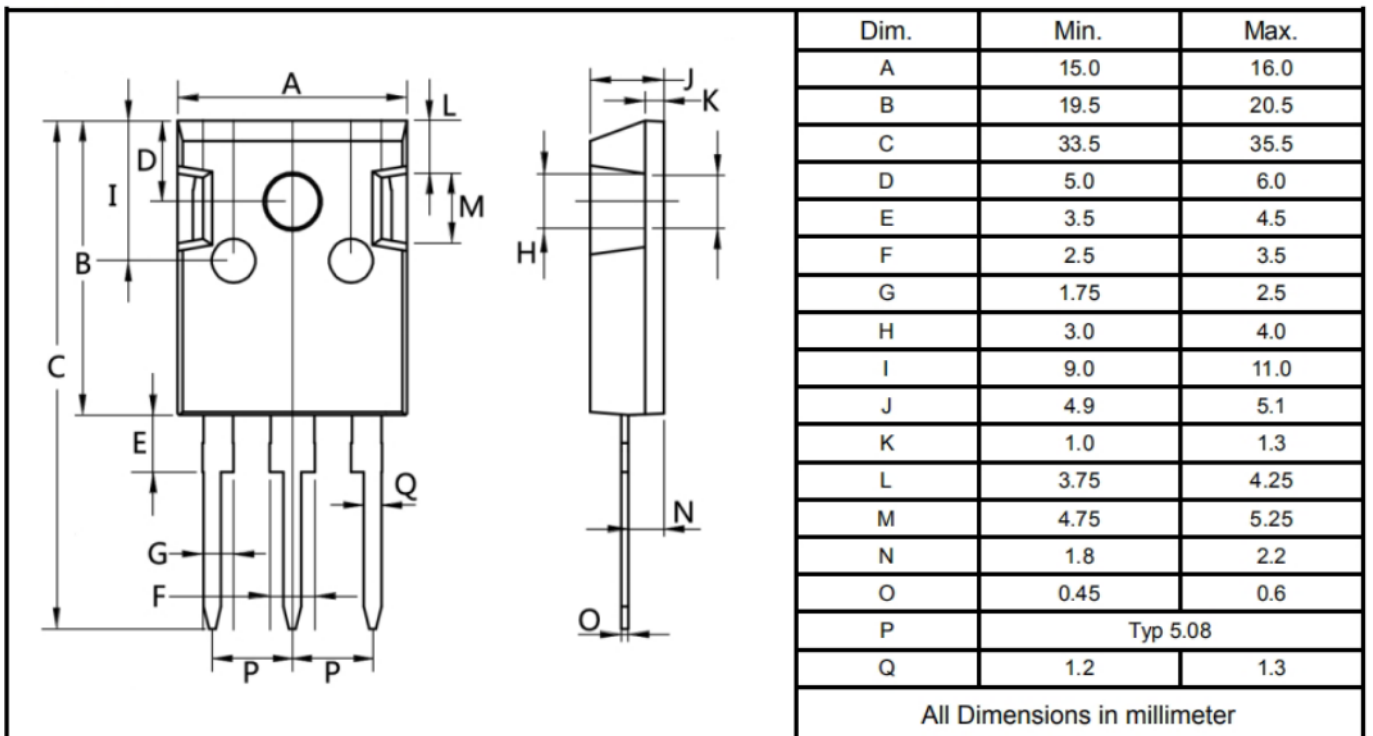 A
L
D
I
M
B
C
E
Q
G
F
P P
J
K
H
N
O
Dim. Min. Max.
A 15.0 16.0
B 19.5 20.5
C 33.5 35.5
D 5.0 6.0
E 3.5 4.5
F 2.5 3.5
G 1.75 2.5
H 3.0 4.0
I 9.0 11.0
J 4.9 5.1
K 1.0 1.3
L 3.75 4.25
M 4.75 5.25
N 1.8 2.2
O 0.45 0.6
P Typ 5.08
Q 1.2 1.3
All Dimensions in millimeter